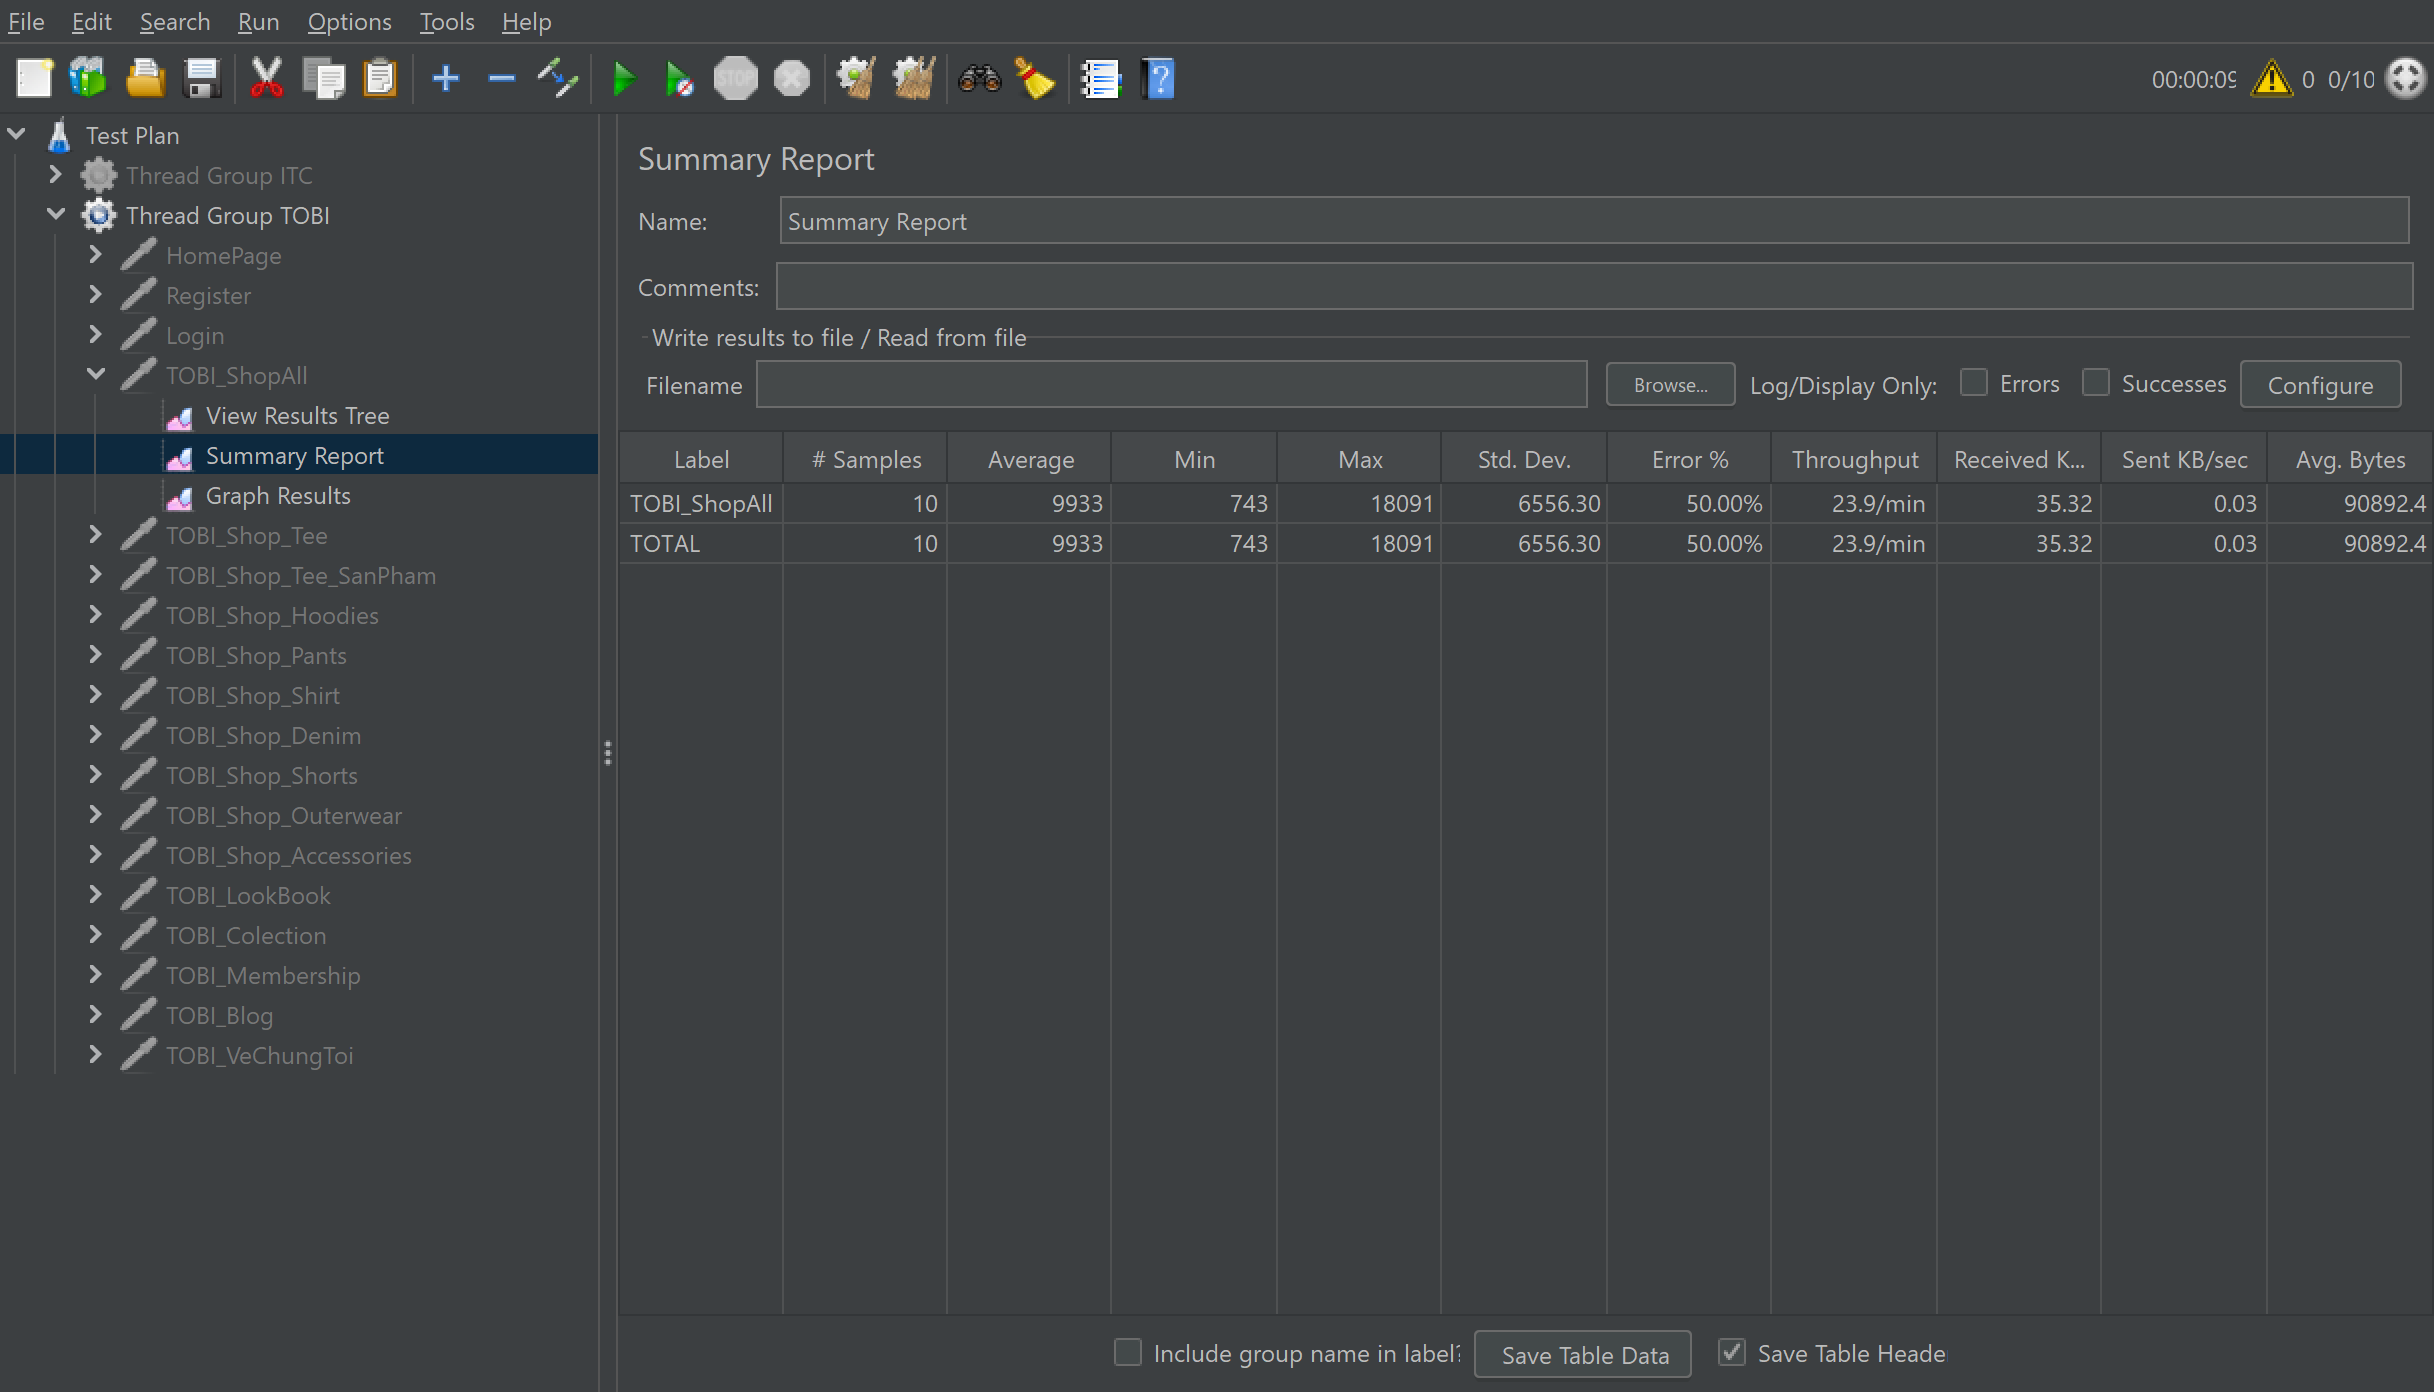 File Edit Search Run Options Tools Help
STOP
00:00:09 0 0/10
Test Plan
Thread Group ITC
Thread Group TOBI
HomePage
Register
Login
TOBI_ShopAll
View Results Tree
Summary Report
Graph Results
TOBI_Shop_Tee
TOBI_Shop_Tee_SanPham
TOBI_Shop_Hoodies
TOBI_Shop_Pants
TOBI_Shop_Shirt
TOBI_Shop_Denim
TOBI_Shop_Shorts
TOBI_Shop_Outerwear
TOBI_Shop_Accessories
TOBI_LookBook
TOBI_Colection
TOBI_Membership
TOBI_Blog
TOBI_VeChungToi
Summary Report
Name: Summary Report
Comments:
Write results to file / Read from file
Filename Browse... Log/Display Only: Errors Successes Configure
Label # Samples Average Min Max Std. Dev. Error % Throughput Received K... Sent KB/sec Avg. Bytes
TOBI_ShopAll 10 9933 743 18091 6556.30 50.00% 23.9/min 35.32 0.03 90892.4
TOTAL 10 9933 743 18091 6556.30 50.00% 23.9/min 35.32 0.03 90892.4
Include group name in label? Save Table Data Save Table Heade